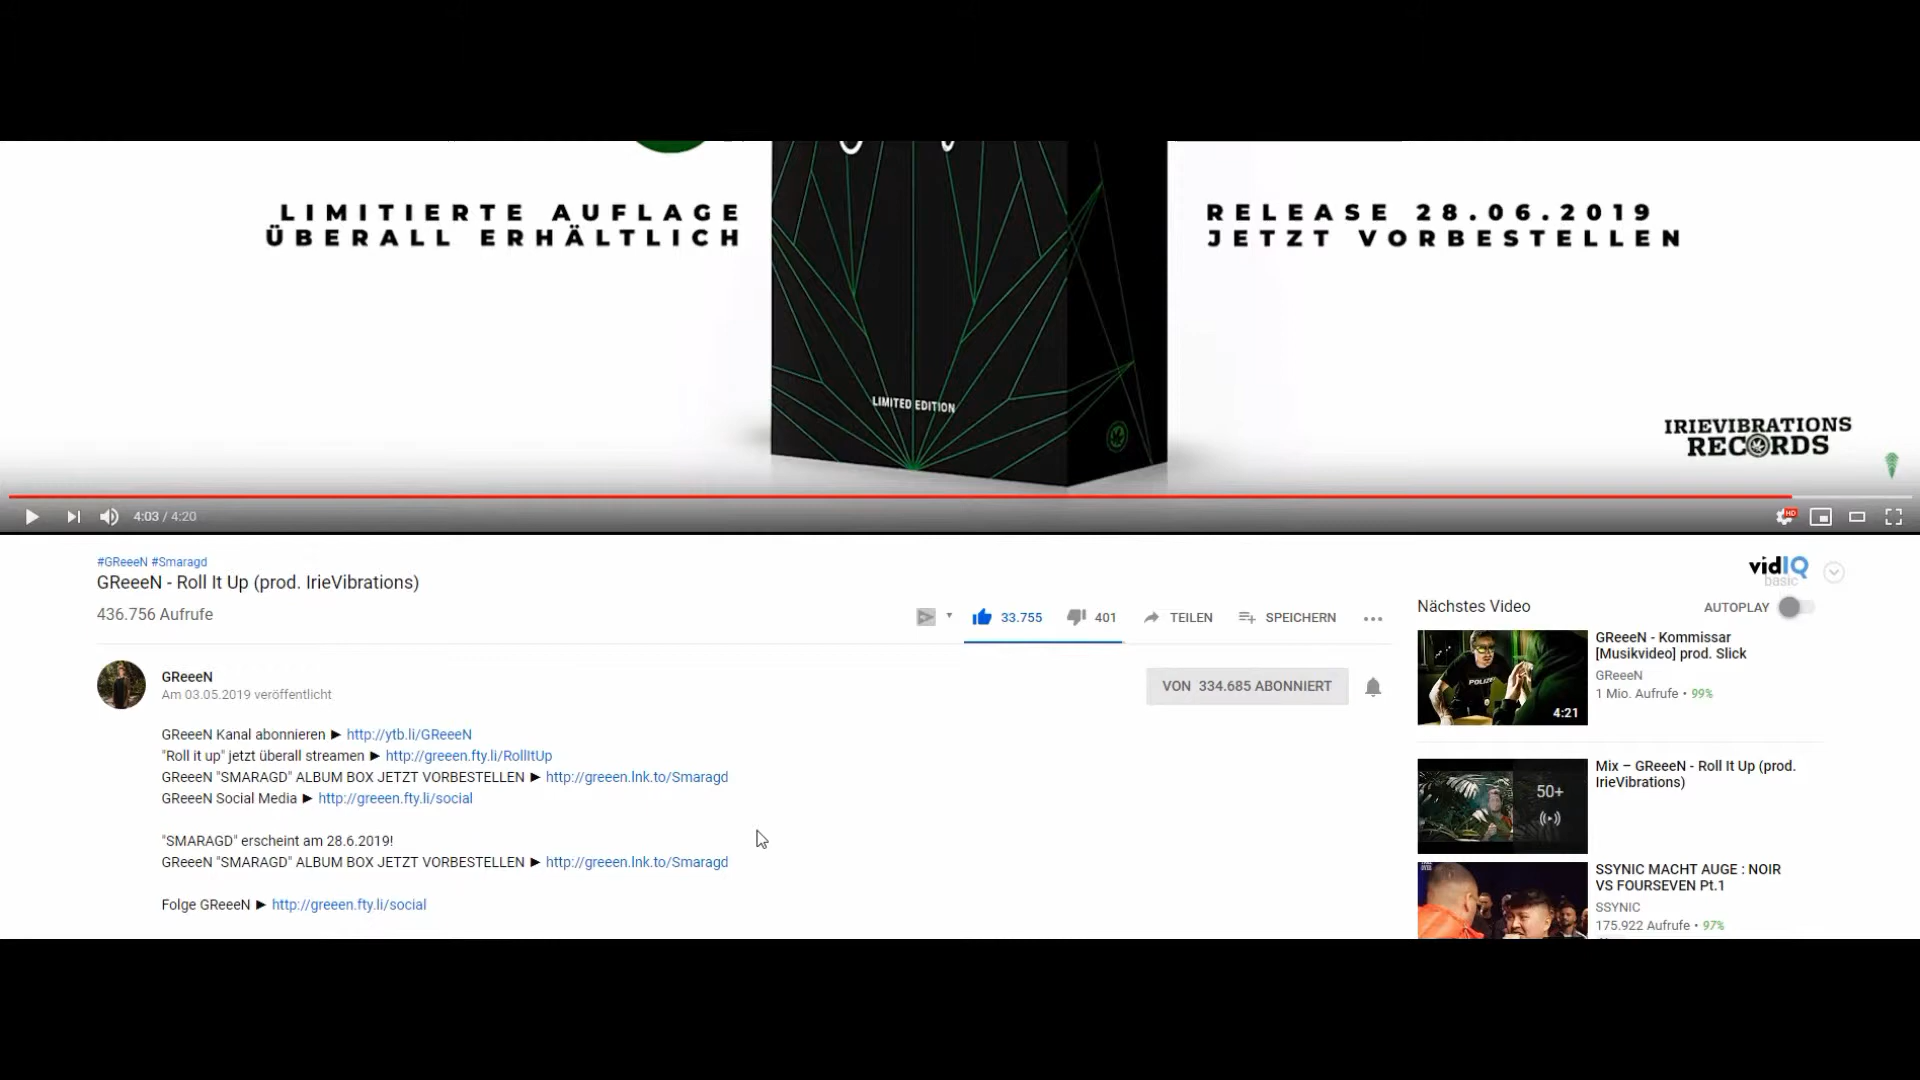 LIMITIERTE AUFLAGE
ÜBERALL ERHÄLTLICH
RELEASE 28.06.2019
JETZT VORBESTELLEN
LIMITED EDITION
IRIEVIBRATIONS
RECORDS
4:03 / 4:20
HD
#GReeeN #Smaragd
GReeeN - Roll It Up (prod. IrieVibrations)
436.756 Aufrufe
33.755
401
TEILEN
SPEICHERN
GReeeN
Am 03.05.2019 veröffentlicht
VON 334.685 ABONNIERT
GReeeN Kanal abonnieren ► http://ytb.li/GReeeN
"Roll it up" jetzt überall streamen ► http://greeen.fty.li/RollItUp
GReeeN "SMARAGD" ALBUM BOX JETZT VORBESTELLEN ► http://greeen.lnk.to/Smaragd
GReeeN Social Media ► http://greeen.fty.li/social
"SMARAGD" erscheint am 28.6.2019!
GReeeN "SMARAGD" ALBUM BOX JETZT VORBESTELLEN ► http://greeen.lnk.to/Smaragd
Folge GReeeN ► http://greeen.fty.li/social
vidIQ
basic
Nächstes Video
AUTOPLAY
POLIZEI
4:21
GReeeN - Kommissar
[Musikvideo] prod. Slick
GReeeN
1 Mio. Aufrufe • 99%
50+
Mix – GReeeN - Roll It Up (prod.
IrieVibrations)
SSYNIC MACHT AUGE : NOIR
VS FOURSEVEN Pt.1
SSYNIC
175.922 Aufrufe • 97%